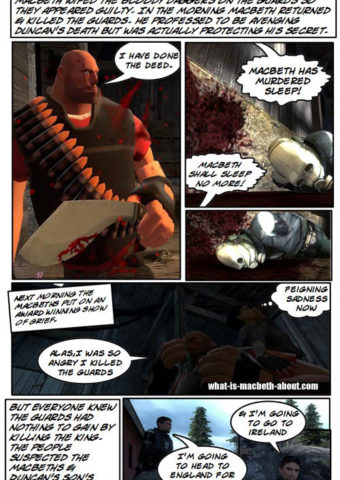 MACBETH WIPED THE BLOODY DAGGERS ON THE GUARDS SO
THEY APPEARED GUILTY. IN THE MORNING MACBETH RETURNED
& KILLED THE GUARDS. HE PROFESSED TO BE AVENGING
DUNCAN'S DEATH BUT WAS ACTUALLY PROTECTING HIS SECRET.
I HAVE DONE
THE DEED.
MACBETH HAS
MURDERED
SLEEP!
MACBETH
SHALL SLEEP
NO MORE!
NEXT MORNING THE
MACBETHS PUT ON AN
AWARD WINNING SHOW
OF GRIEF.
FEIGNING
SADNESS
NOW
ALAS,I WAS
SO ANGRY I KILLED
THE GUARDS
what-is-macbeth-about.com
BUT EVERYONE KNEW
THE GUARDS HAD
NOTHING TO GAIN BY
KILLING THE KING.
THE PEOPLE
SUSPECTED THE
MACBETHS &
DUNCAN'S SON'S
& I'M GOING
TO GO TO
IRELAND
I'M GOING
TO HEAD TO
ENGLAND FOR